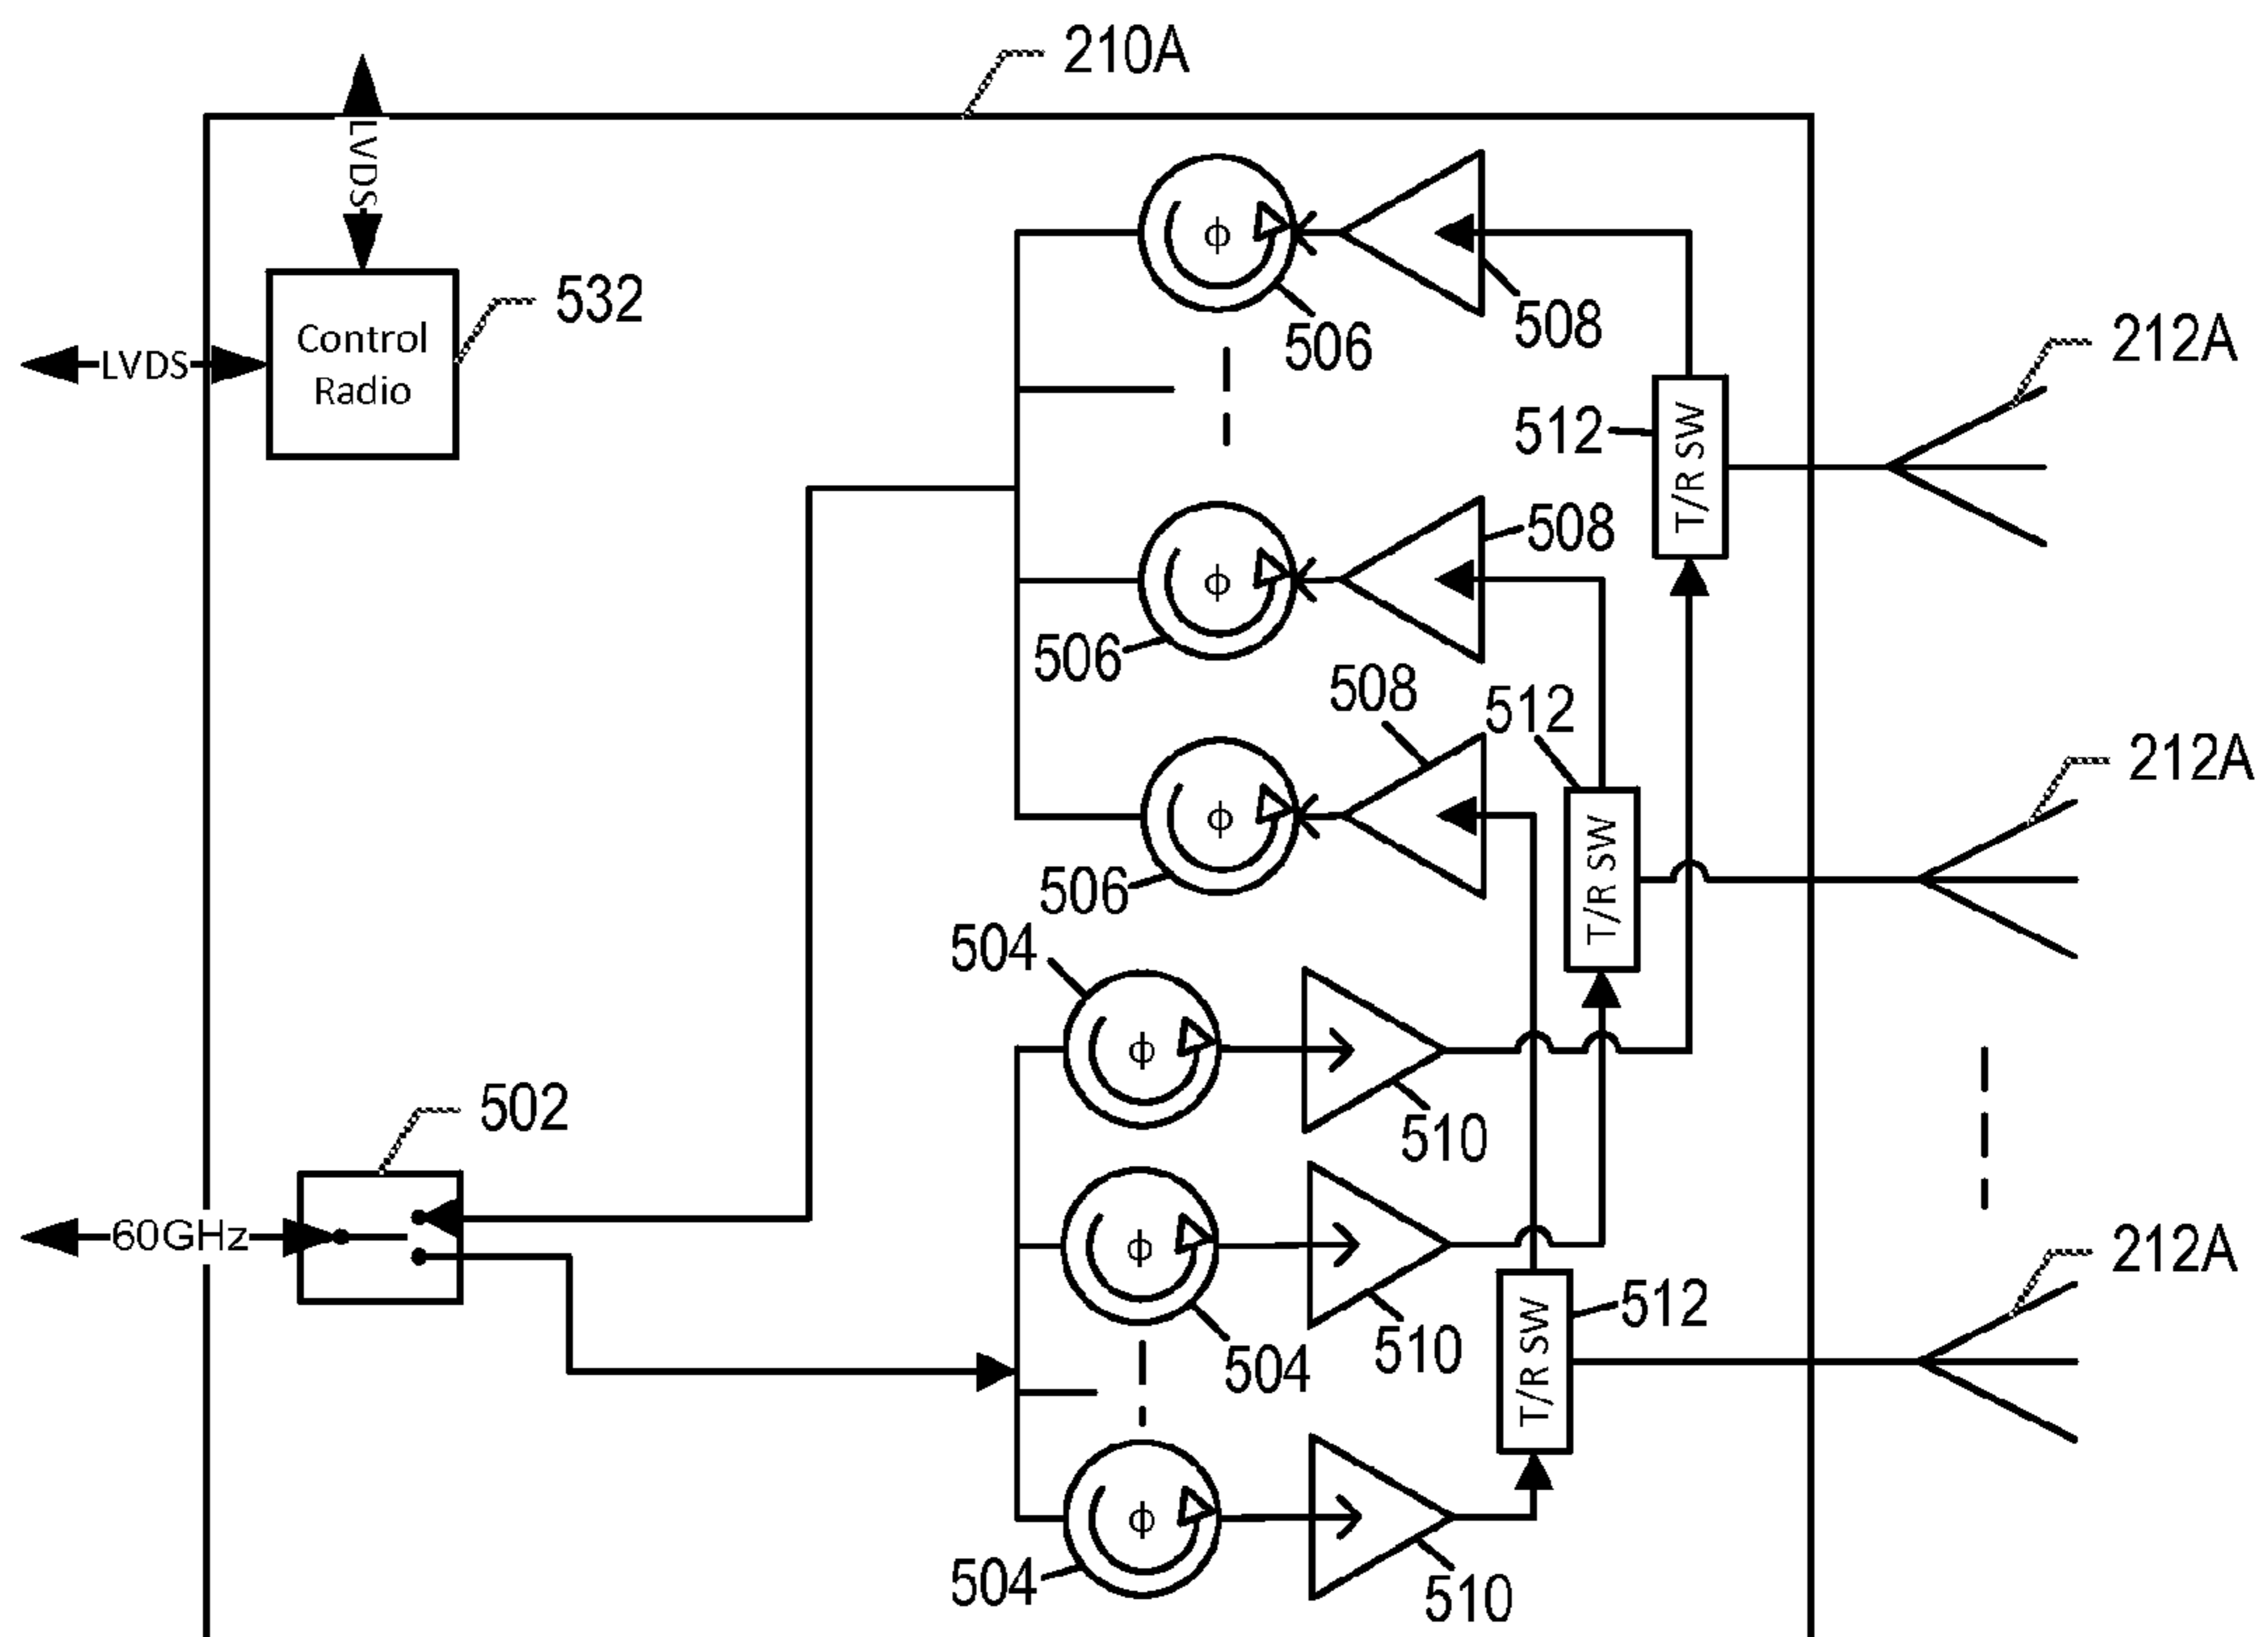 210A
LVDS
532
Control
Radio
LVDS
ϕ
508
506
212A
512
T/R SW
508
ϕ
506
508
512
212A
ϕ
506
T/R SW
504
ϕ
510
502
60GHz
ϕ
212A
512
T/R SW
510
504
ϕ
504
510